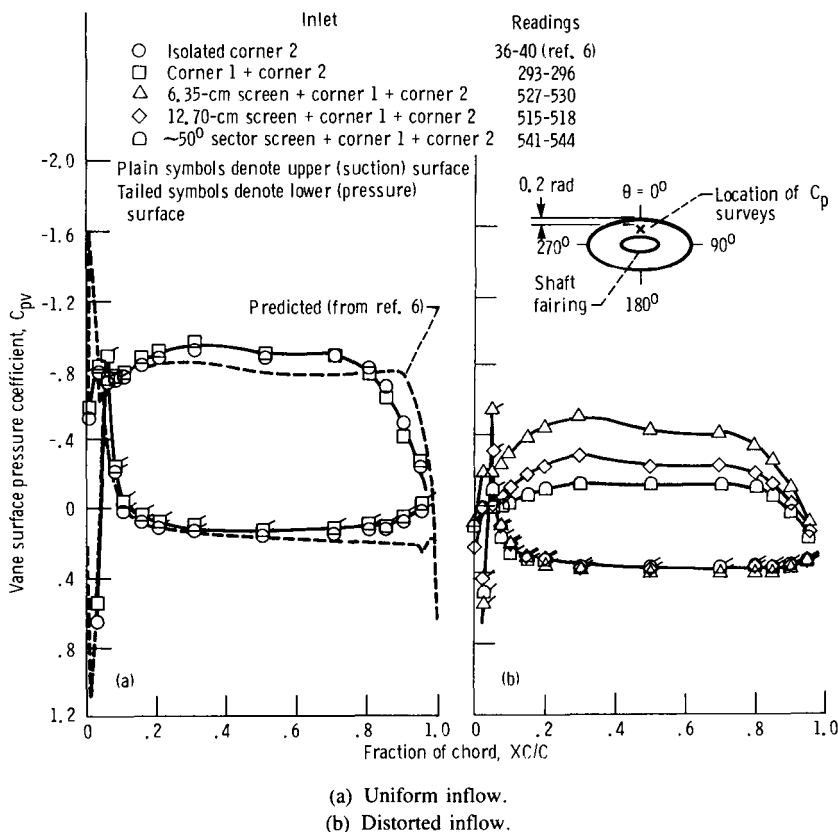 Inlet Readings
Isolated corner 2 36-40 (ref. 6)
Corner 1 + corner 2 293-296
6.35-cm screen + corner 1 + corner 2 527-530
12.70-cm screen + corner 1 + corner 2 515-518
~50° sector screen + corner 1 + corner 2 541-544
Plain symbols denote upper (suction) surface
Tailed symbols denote lower (pressure)
surface
0.2 rad
θ = 0°
Location of Cp
surveys
270°
90°
Shaft
fairing
180°
Predicted (from ref. 6)
Vane surface pressure coefficient, Cpv
-2.0
-1.6
-1.2
-.8
-.4
0
.4
.8
1.2
(a)
(b)
0 .2 .4 .6 .8 1.0
0 .2 .4 .6 .8 1.0
Fraction of chord, XC/C
(a) Uniform inflow.
(b) Distorted inflow.